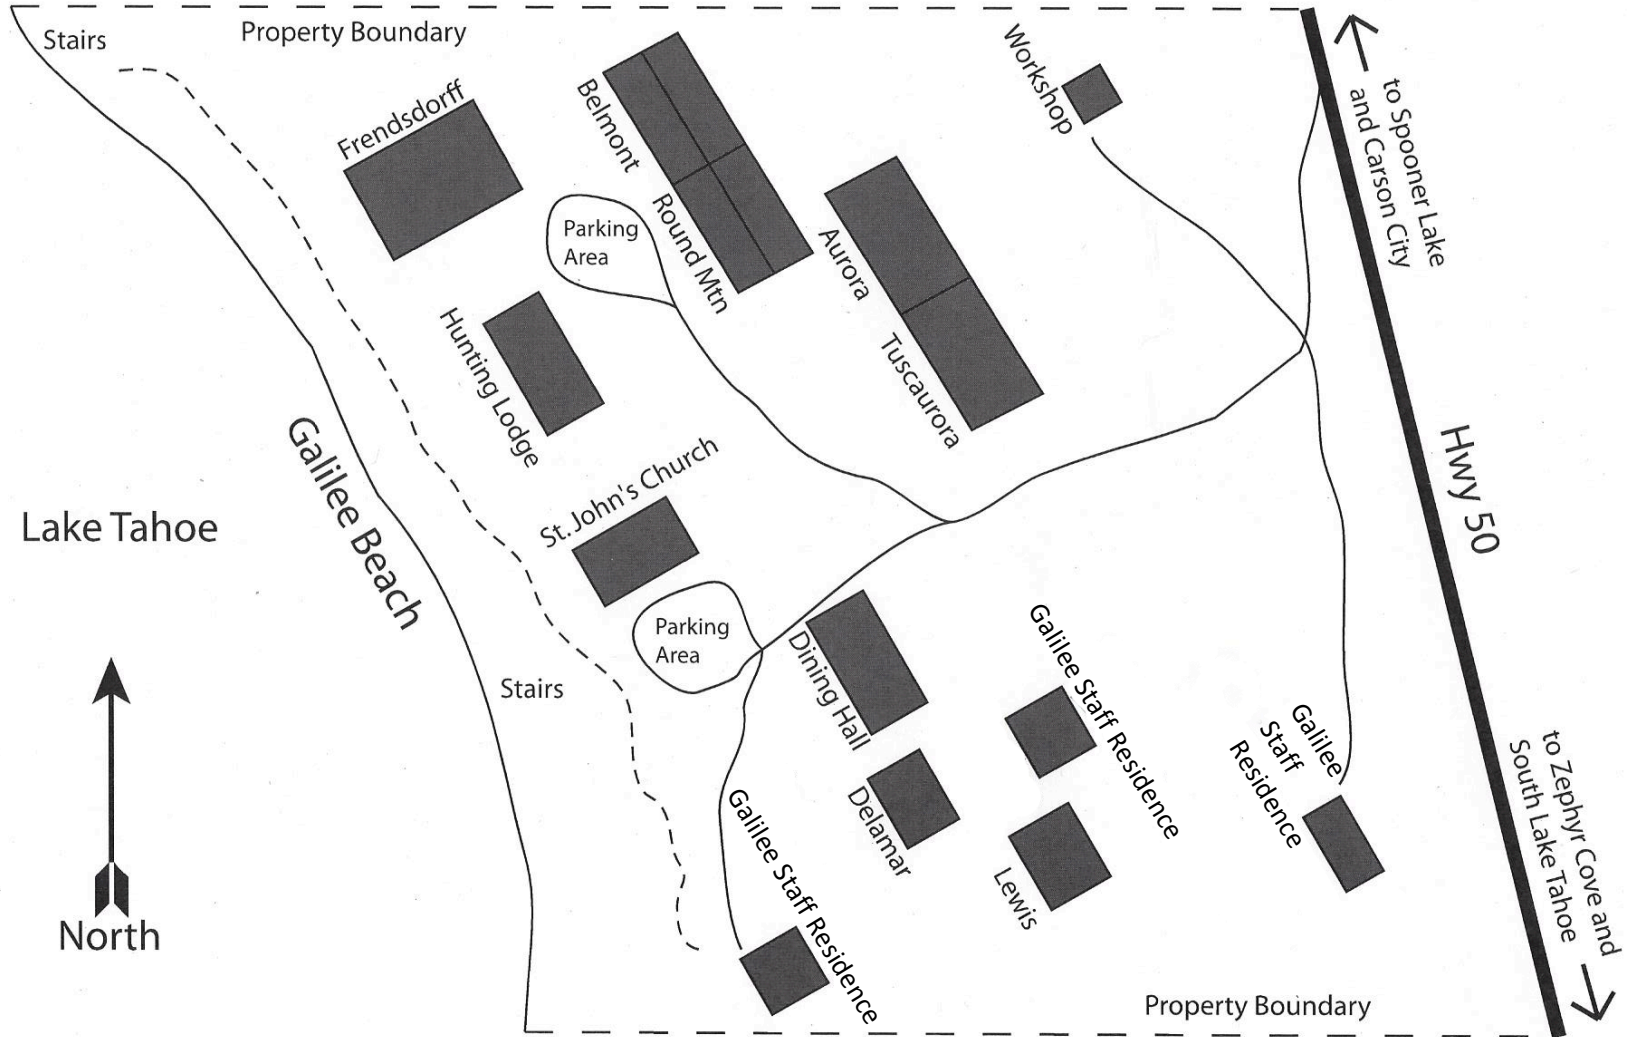 Stairs
Property Boundary
Workshop
to Spooner Lake
and Carson City
Frendsdorff
Belmont
Round Mtn
Parking
Area
Aurora
Tuscaurora
Hunting Lodge
Galilee Beach
St. John's Church
Hwy 50
Lake Tahoe
Parking
Area
Stairs
Dining Hall
Galilee Staff Residence
Galilee
Staff
Residence
Delamar
Galilee Staff Residence
Lewis
to Zephyr Cove and
South Lake Tahoe
North
Property Boundary